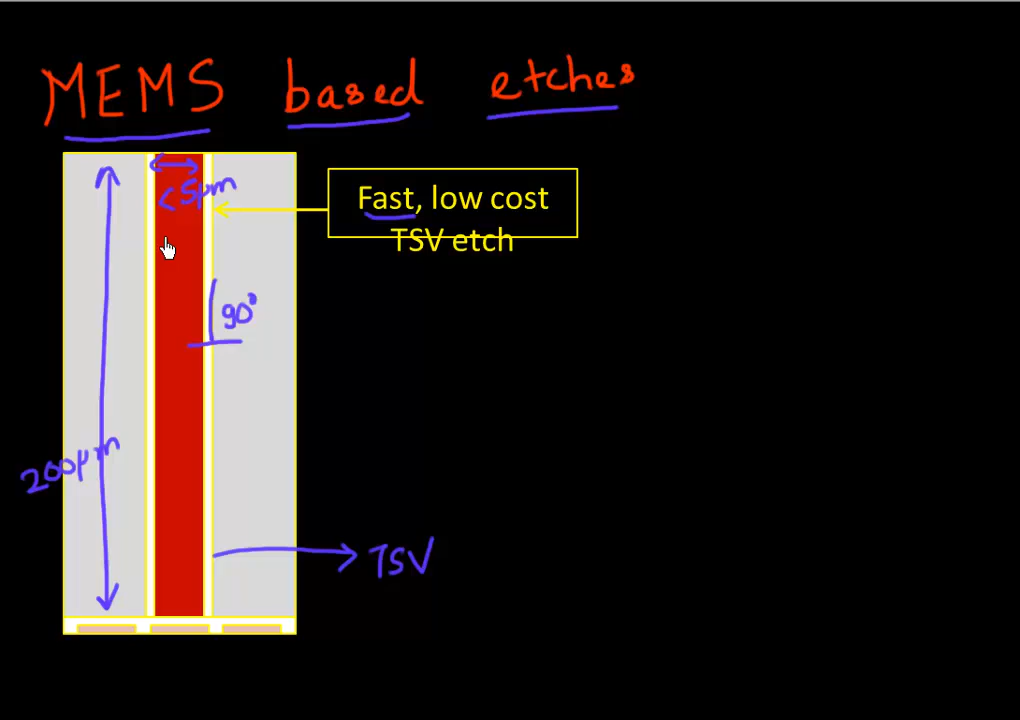 MEMS based etches
<5μm
Fast, low cost
TSV etch
90°
200μm
TSV